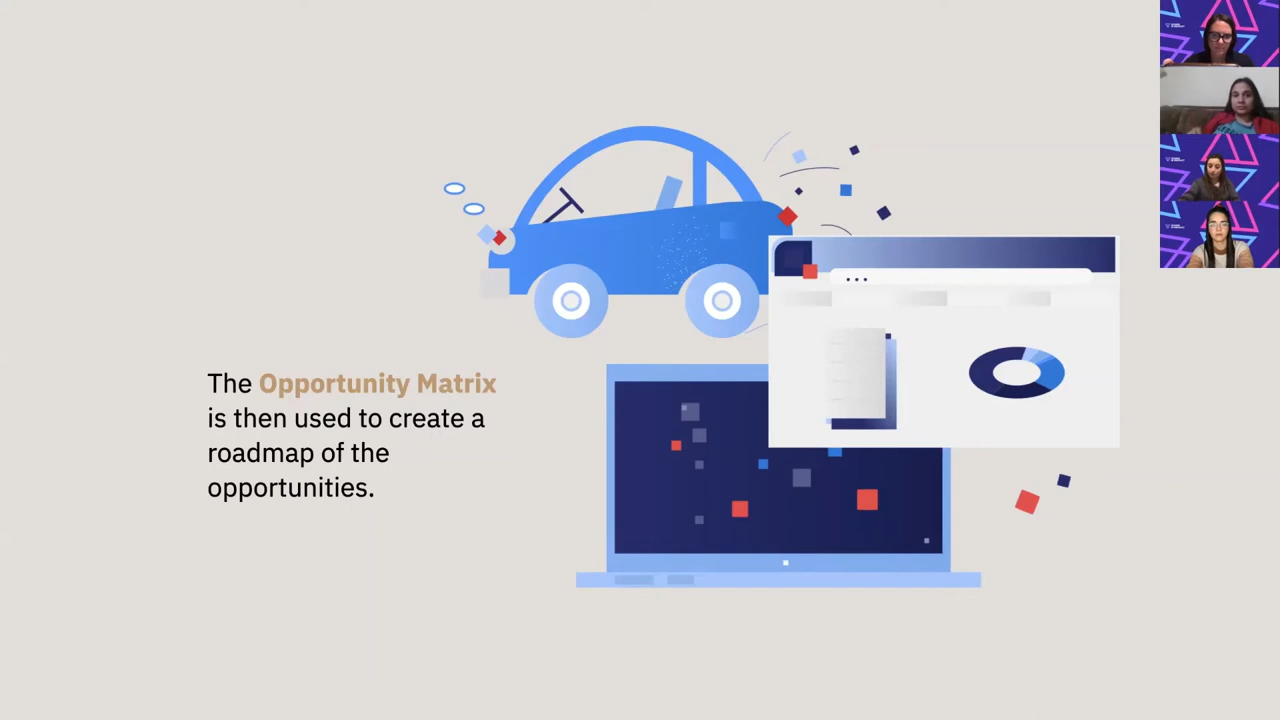 The Opportunity Matrix
is then used to create a
roadmap of the
opportunities.